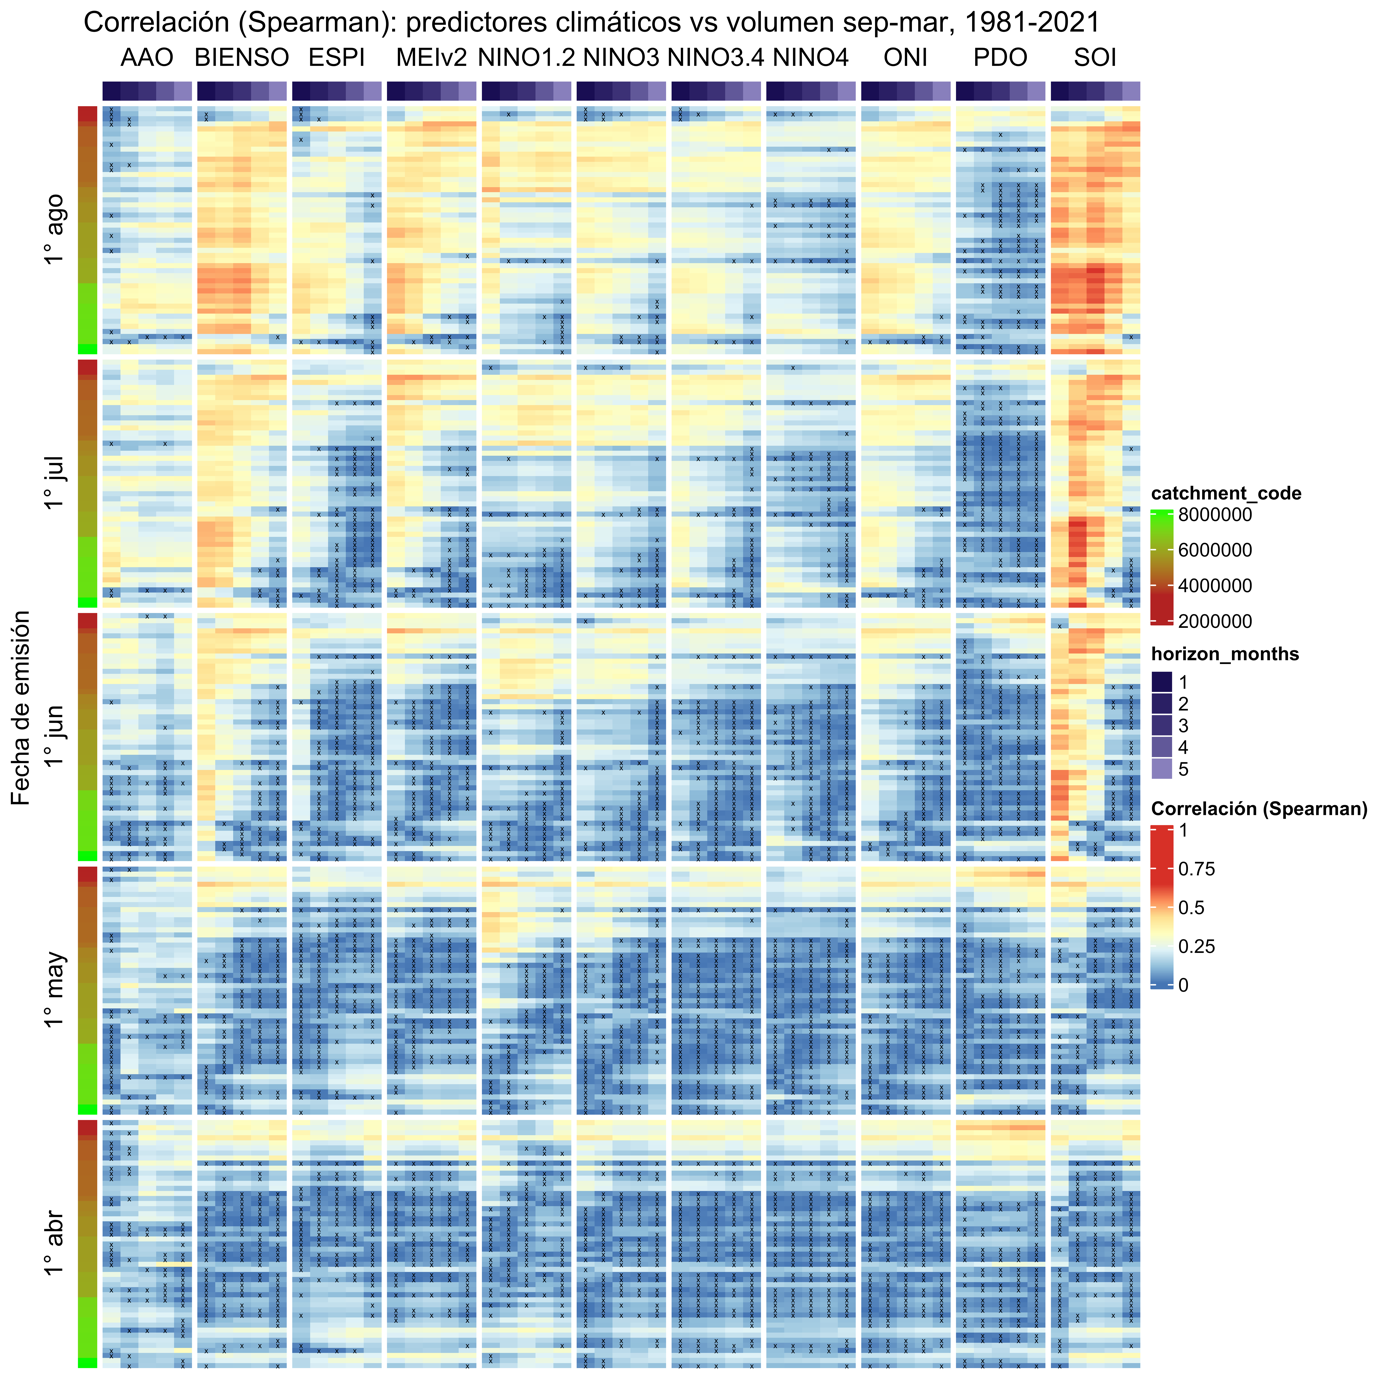 Correlación (Spearman): predictores climáticos vs volumen sep-mar, 1981-2021
AAO BIENSO ESPI MEIv2 NINO1.2 NINO3 NINO3.4 NINO4 ONI PDO SOI
Fecha de emisión
1° ago
1° jul
1° jun
1° may
1° abr
catchment_code
8000000
6000000
4000000
2000000
horizon_months
1
2
3
4
5
Correlación (Spearman)
1
0.75
0.5
0.25
0